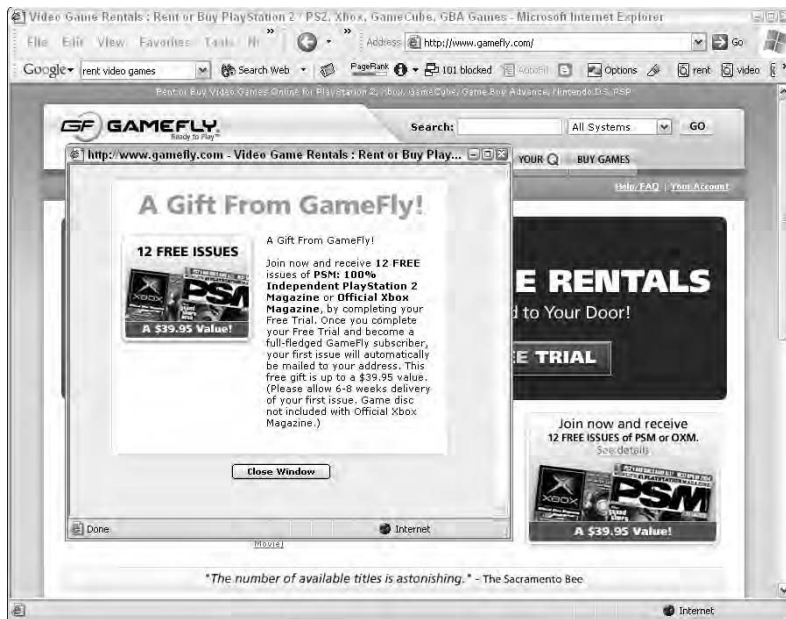 Video Game Rentals : Rent or Buy PlayStation 2 / PS2, Xbox, GameCube, GBA Games - Microsoft Internet Explorer
File Edit View Favorites Tools » » Address http://www.gamefly.com/ Go
Google rent video games Search Web PageRank 101 blocked AutoFill Options rent video »
Rent or Buy Video Games Online for PlayStation 2, Xbox, GameCube, Game Boy Advance, Nintendo DS, PSP
GF GAMEFLY.
Ready to Play™
Search: All Systems GO
YOUR Q BUY GAMES
Help/FAQ | Your Account
http://www.gamefly.com - Video Game Rentals : Rent or Buy Play...
A Gift From GameFly!
12 FREE ISSUES
XBOX PSM
A $39.95 Value!
A Gift From GameFly!
Join now and receive 12 FREE
issues of PSM: 100%
Independent PlayStation 2
Magazine or Official Xbox
Magazine, by completing your
Free Trial. Once you complete
your Free Trial and become a
full-fledged GameFly subscriber,
your first issue will automatically
be mailed to your address. This
free gift is up to a $39.95 value.
(Please allow 6-8 weeks delivery
of your first issue. Game disc
not included with Official Xbox
Magazine.)
Close Window
Done Internet
E RENTALS
d to Your Door!
EE TRIAL
Join now and receive
12 FREE ISSUES of PSM or OXM.
See details
XBOX PSM
A $39.95 Value!
Movie)
"The number of available titles is astonishing." - The Sacramento Bee
Internet